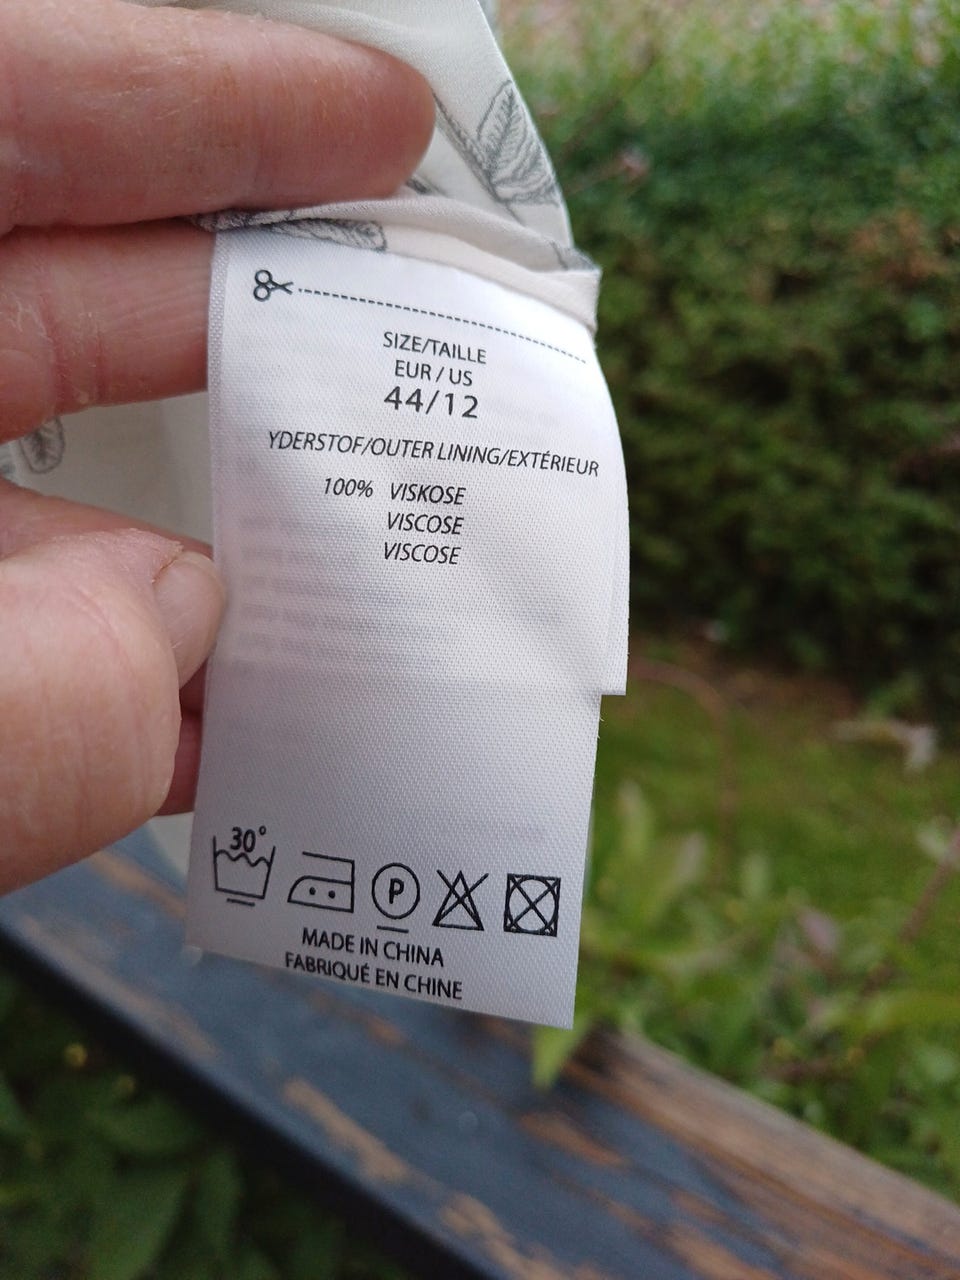 SIZE/TAILLE
EUR / US
44/12
YDERSTOF/OUTER LINING/EXTÉRIEUR
100% VISKOSE
VISCOSE
VISCOSE
30°
P
MADE IN CHINA
FABRIQUÉ EN CHINE